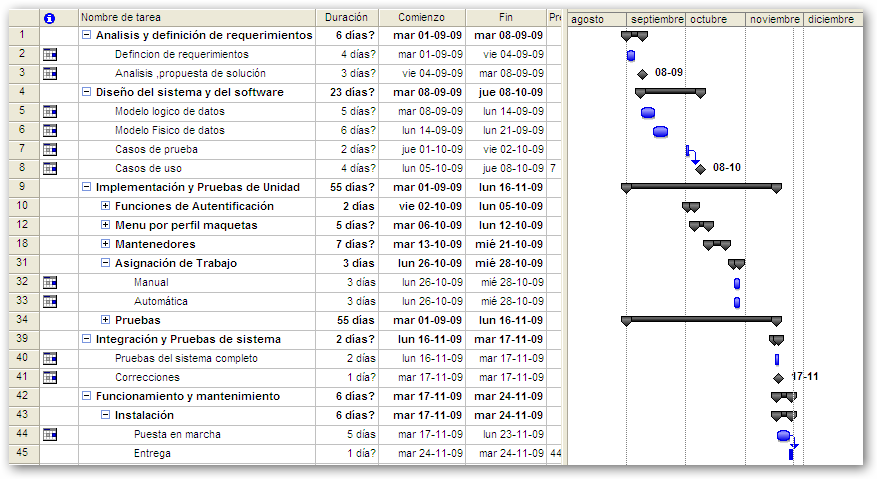 Nombre de tarea Duración Comienzo Fin Pre agosto septiembre octubre noviembre diciembre
1 Analisis y definición de requerimientos 6 días? mar 01-09-09 mar 08-09-09
2 Defincion de requerimientos 4 días? mar 01-09-09 vie 04-09-09
3 Analisis ,propuesta de solución 3 días? vie 04-09-09 mar 08-09-09 08-09
4 Diseño del sistema y del software 23 días? mar 08-09-09 jue 08-10-09
5 Modelo logico de datos 5 días? mar 08-09-09 lun 14-09-09
6 Modelo Fisico de datos 6 días? lun 14-09-09 lun 21-09-09
7 Casos de prueba 2 días? jue 01-10-09 vie 02-10-09
8 Casos de uso 4 días? lun 05-10-09 jue 08-10-09 7 08-10
9 Implementación y Pruebas de Unidad 55 días? mar 01-09-09 lun 16-11-09
10 Funciones de Autentificación 2 días vie 02-10-09 lun 05-10-09
12 Menu por perfil maquetas 5 días? mar 06-10-09 lun 12-10-09
18 Mantenedores 7 días? mar 13-10-09 mié 21-10-09
31 Asignación de Trabajo 3 días lun 26-10-09 mié 28-10-09
32 Manual 3 días lun 26-10-09 mié 28-10-09
33 Automática 3 días lun 26-10-09 mié 28-10-09
34 Pruebas 55 días mar 01-09-09 lun 16-11-09
39 Integración y Pruebas de sistema 2 días? lun 16-11-09 mar 17-11-09
40 Pruebas del sistema completo 2 días lun 16-11-09 mar 17-11-09
41 Correcciones 1 día? mar 17-11-09 mar 17-11-09 17-11
42 Funcionamiento y mantenimiento 6 días? mar 17-11-09 mar 24-11-09
43 Instalación 6 días? mar 17-11-09 mar 24-11-09
44 Puesta en marcha 5 días mar 17-11-09 lun 23-11-09
45 Entrega 1 día? mar 24-11-09 mar 24-11-09 44